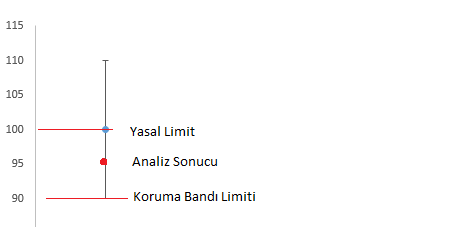 115
110
105
100
Yasal Limit
95
Analiz Sonucu
90
Koruma Bandı Limiti